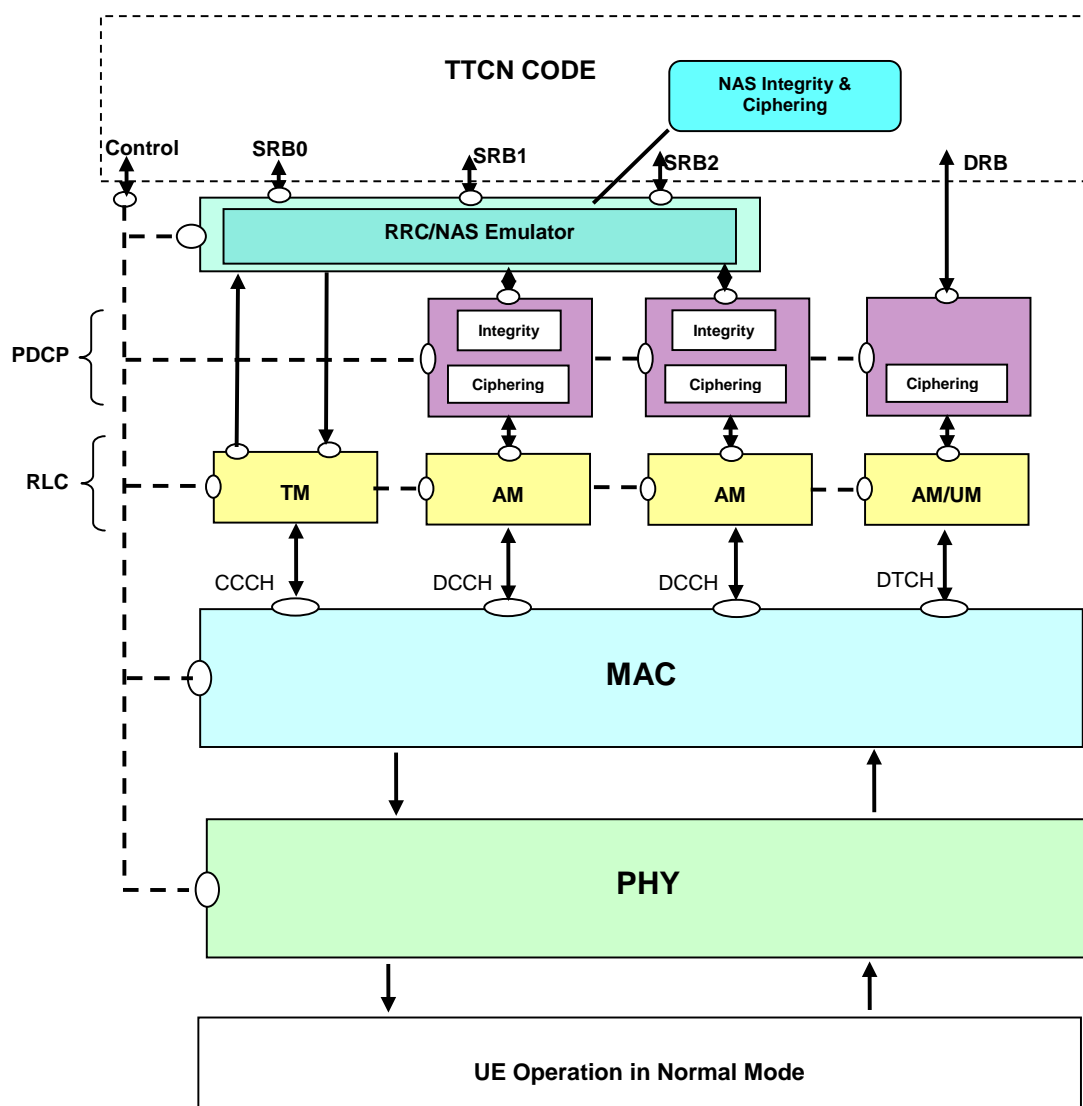 TTCN CODE
NAS Integrity &
Ciphering
Control
SRB0
SRB1
SRB2
DRB
RRC/NAS Emulator
PDCP
Integrity
Integrity
Ciphering
Ciphering
Ciphering
RLC
TM
AM
AM
AM/UM
CCCH
DCCH
DCCH
DTCH
MAC
PHY
UE Operation in Normal Mode